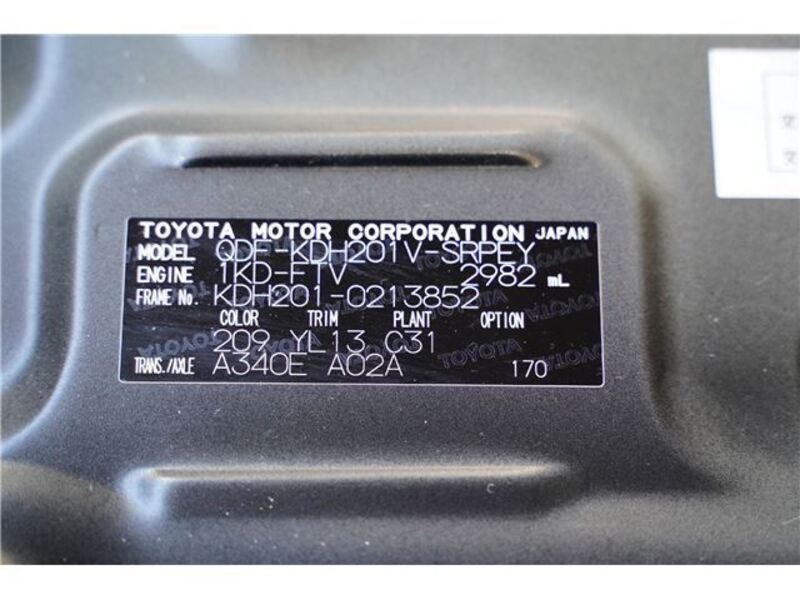 TOYOTA MOTOR CORPORATION JAPAN
MODEL QDF-KDH201V-SRPEY
ENGINE 1KD-FTV 2982 mL
FRAME No. KDH201-0213852
COLOR TRIM PLANT OPTION
209 YL13 C31
TRANS./AXLE A340E A02A 170